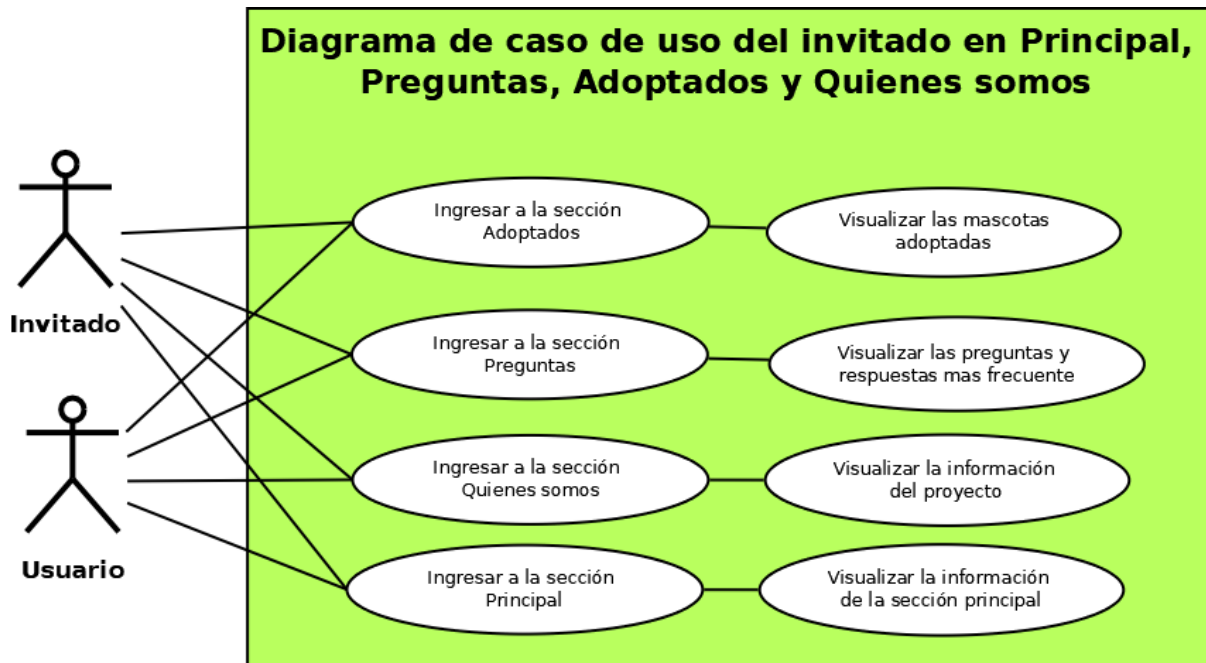 Diagrama de caso de uso del invitado en Principal,
Preguntas, Adoptados y Quienes somos
Ingresar a la sección
Adoptados
Visualizar las mascotas
adoptadas
Invitado
Ingresar a la sección
Preguntas
Visualizar las preguntas y
respuestas mas frecuente
Ingresar a la sección
Quienes somos
Visualizar la información
del proyecto
Usuario
Ingresar a la sección
Principal
Visualizar la información
de la sección principal